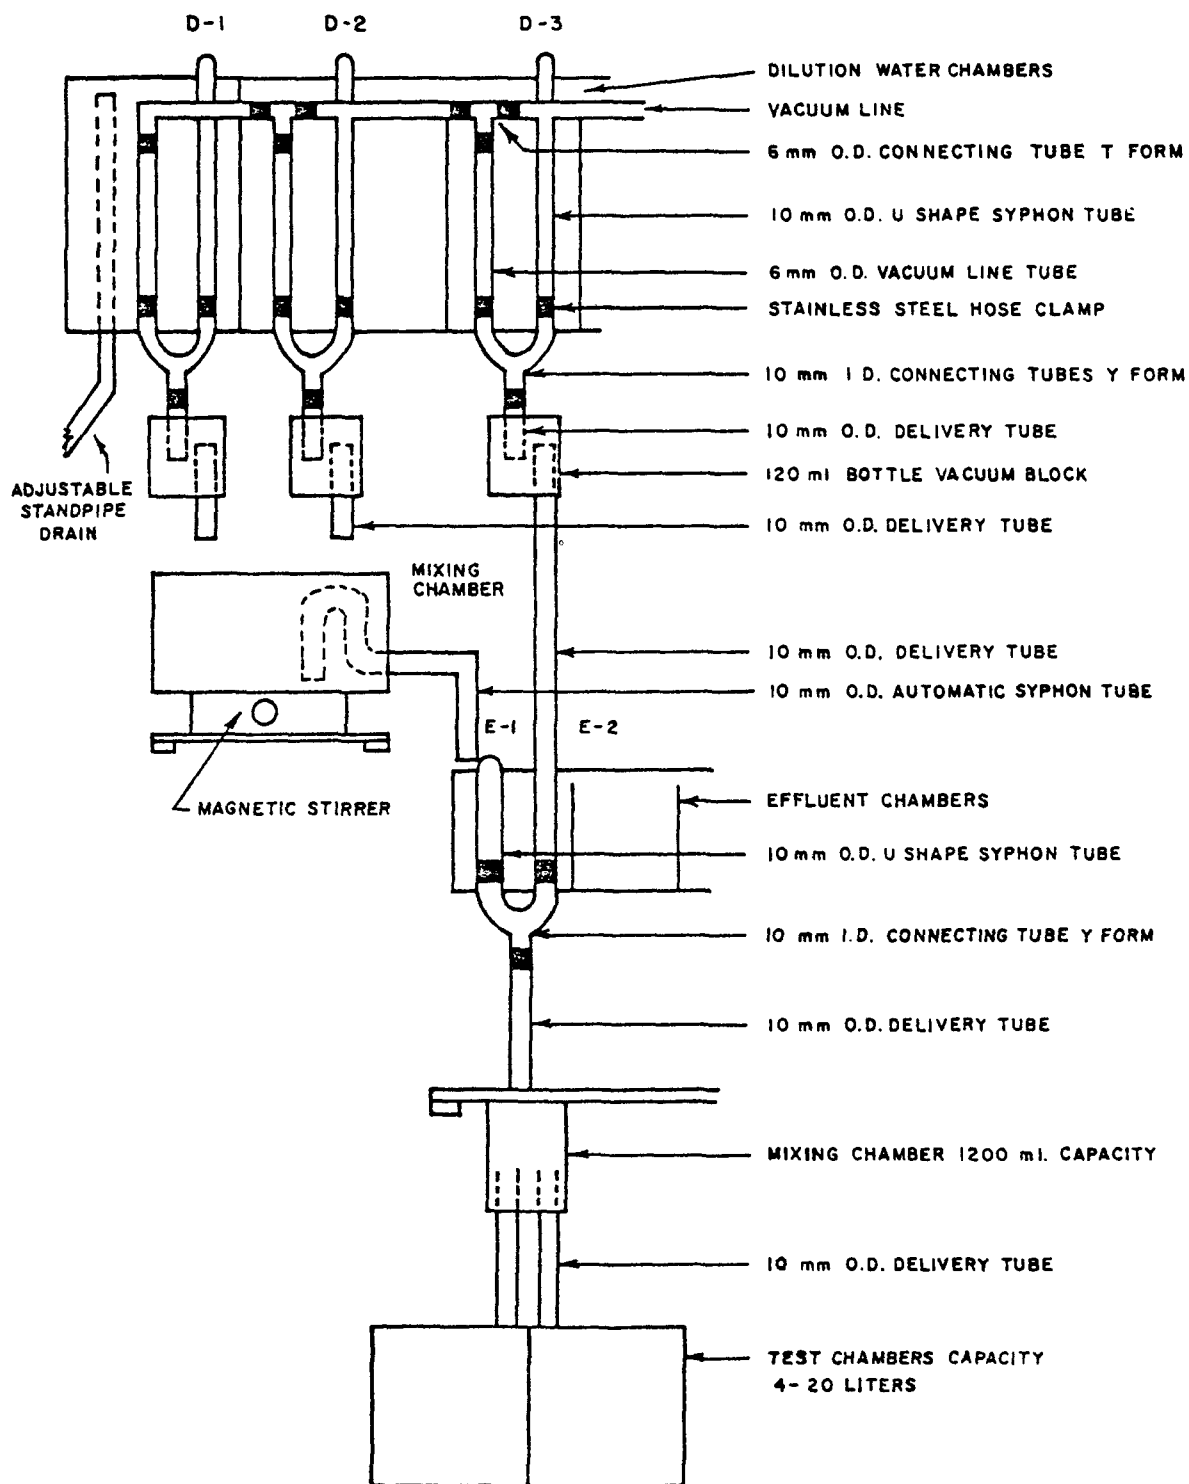 D-1 D-2 D-3
DILUTION WATER CHAMBERS
VACUUM LINE
6 mm O.D. CONNECTING TUBE T FORM
10 mm O.D. U SHAPE SYPHON TUBE
6 mm O.D. VACUUM LINE TUBE
STAINLESS STEEL HOSE CLAMP
10 mm I D. CONNECTING TUBES Y FORM
10 mm O.D. DELIVERY TUBE
120 ml BOTTLE VACUUM BLOCK
ADJUSTABLE
STANDPIPE
DRAIN
10 mm O.D. DELIVERY TUBE
MIXING
CHAMBER
10 mm O.D. DELIVERY TUBE
10 mm O.D. AUTOMATIC SYPHON TUBE
E-1 E-2
MAGNETIC STIRRER
EFFLUENT CHAMBERS
10 mm O.D. U SHAPE SYPHON TUBE
10 mm I.D. CONNECTING TUBE Y FORM
10 mm O.D. DELIVERY TUBE
MIXING CHAMBER 1200 ml. CAPACITY
10 mm O.D. DELIVERY TUBE
TEST CHAMBERS CAPACITY
4-20 LITERS